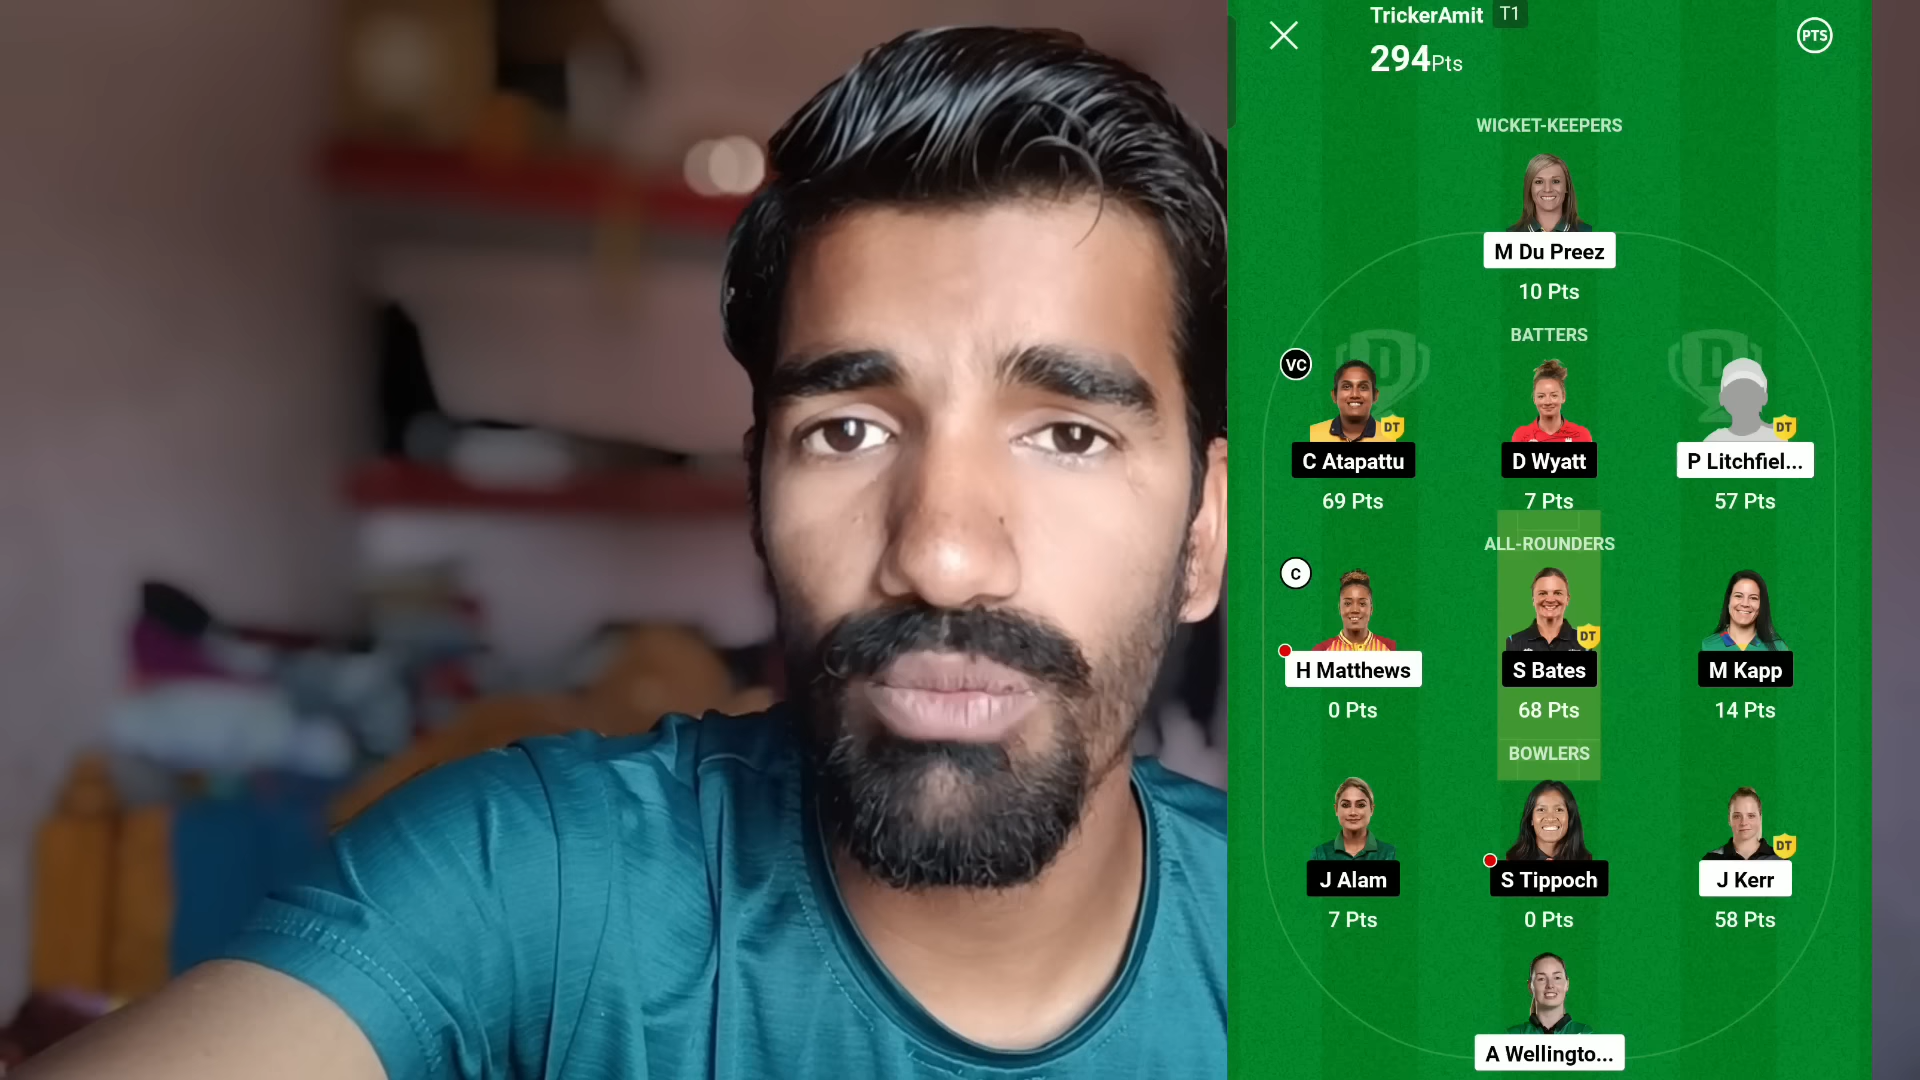 TrickerAmit T1
294Pts
PTS
WICKET-KEEPERS
M Du Preez
10 Pts
BATTERS
VC
DT
DT
C Atapattu
D Wyatt
P Litchfiel...
69 Pts
7 Pts
57 Pts
ALL-ROUNDERS
C
DT
H Matthews
S Bates
M Kapp
0 Pts
68 Pts
14 Pts
BOWLERS
DT
J Alam
S Tippoch
J Kerr
7 Pts
0 Pts
58 Pts
A Wellingto...